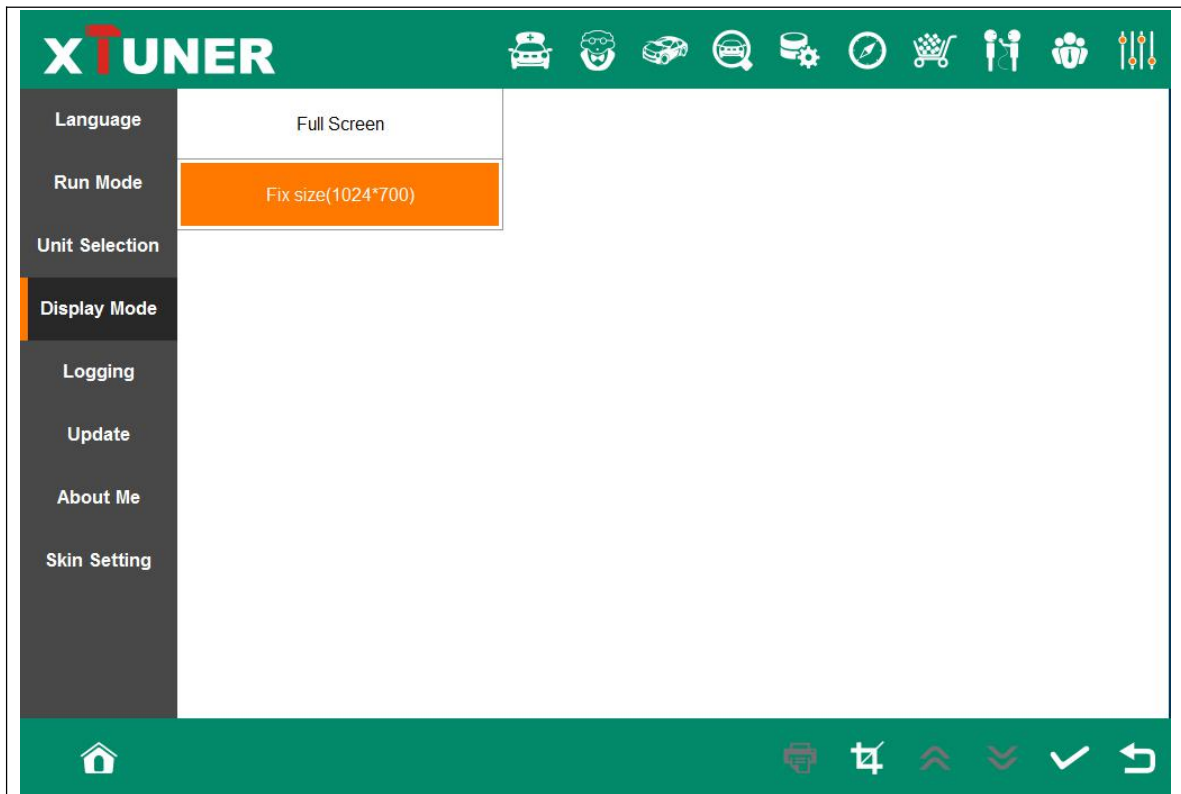 XTUNER
Language
Run Mode
Unit Selection
Display Mode
Logging
Update
About Me
Skin Setting
Full Screen
Fix size(1024*700)